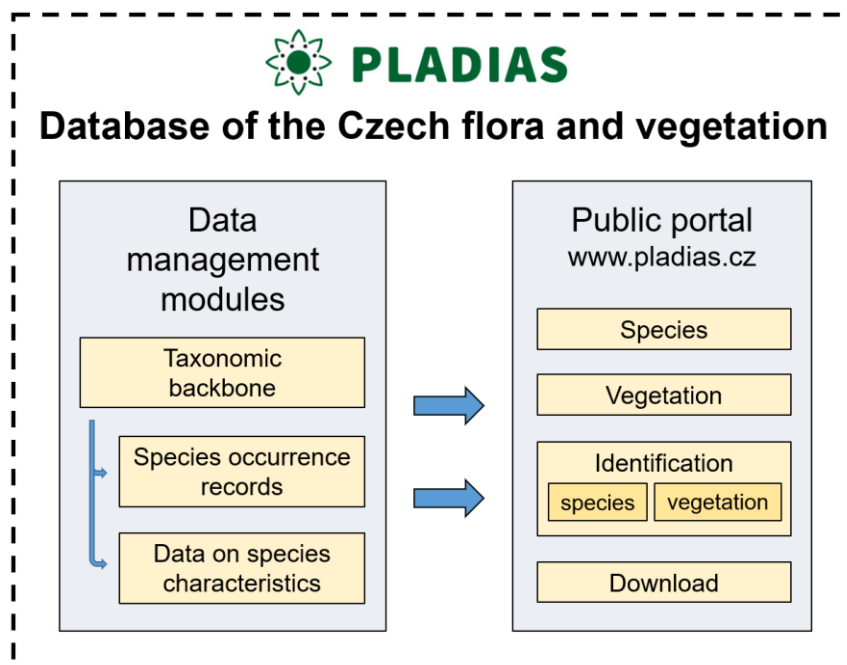 PLADIAS
Database of the Czech flora and vegetation
Data
management
modules
Taxonomic
backbone
Species occurrence
records
Data on species
characteristics
Public portal
www.pladias.cz
Species
Vegetation
Identification
species
vegetation
Download